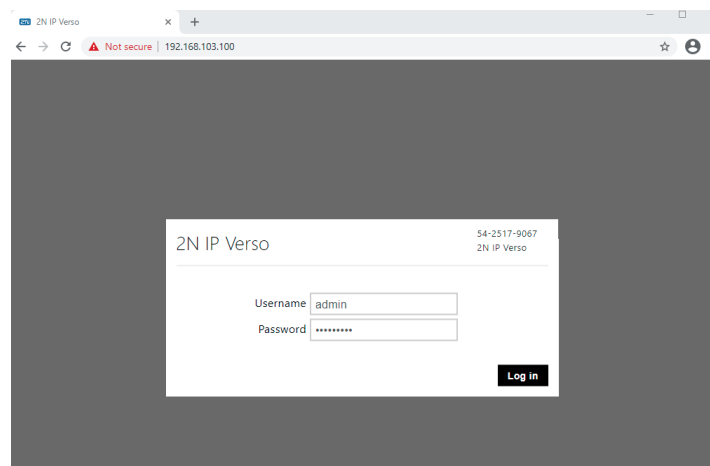 2N IP Verso
Not secure 192.168.103.100
2N IP Verso
54-2517-9067
2N IP Verso
Username admin
Password •••••••••
Log in